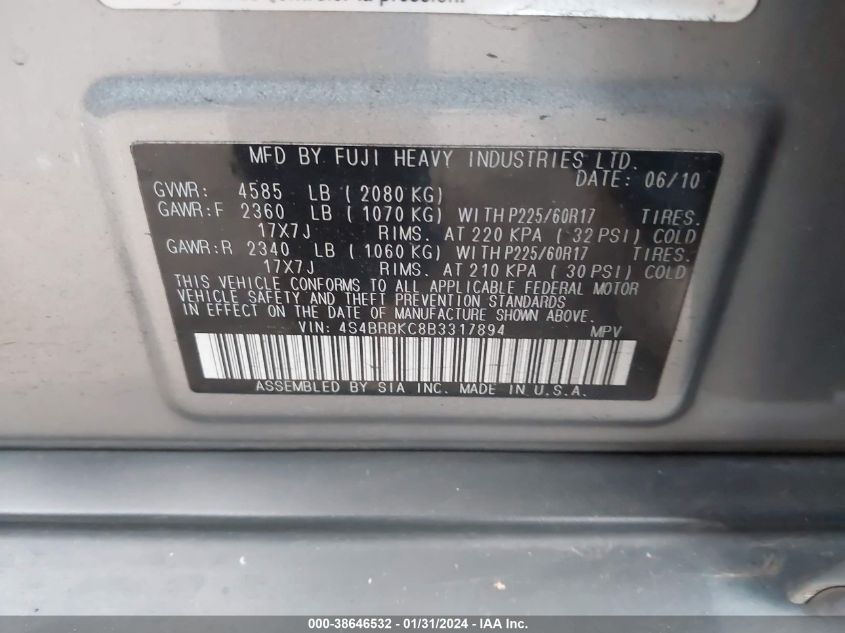 MFD BY FUJI HEAVY INDUSTRIES LTD.
DATE: 06/10
GVWR: 4585 LB ( 2080 KG)
GAWR:F 2360 LB ( 1070 KG) WITH P225/60R17 TIRES.
17X7J RIMS. AT 220 KPA ( 32 PSI) COLD
GAWR:R 2340 LB ( 1060 KG) WITH P225/60R17 TIRES.
17X7J RIMS. AT 210 KPA ( 30 PSI) COLD
THIS VEHICLE CONFORMS TO ALL APPLICABLE FEDERAL MOTOR
VEHICLE SAFETY AND THEFT PREVENTION STANDARDS
IN EFFECT ON THE DATE OF MANUFACTURE SHOWN ABOVE.
VIN: 4S4BRBKC8B3317894 MPV
ASSEMBLED BY SIA INC. MADE IN U.S.A.
000-38646532 - 01/31/2024 - IAA Inc.